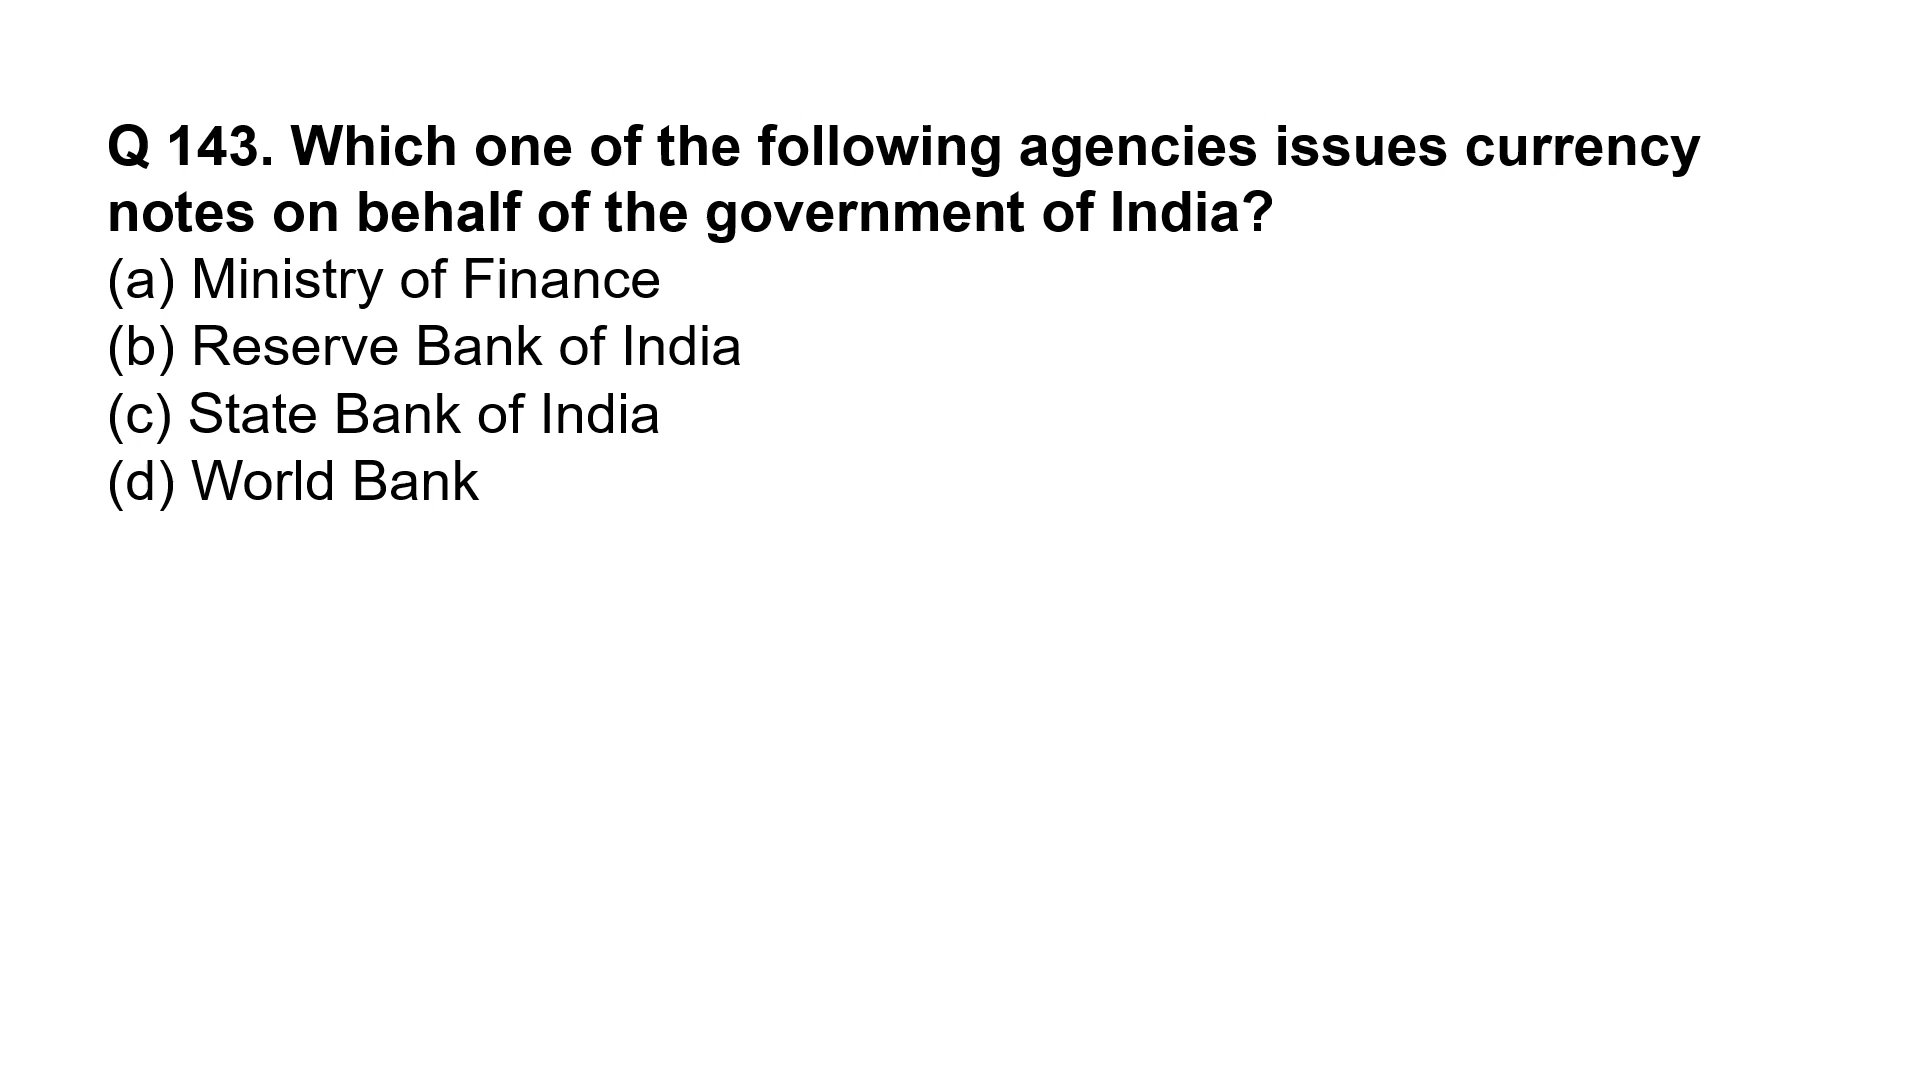 Q 143. Which one of the following agencies issues currency
notes on behalf of the government of India?
(a) Ministry of Finance
(b) Reserve Bank of India
(c) State Bank of India
(d) World Bank